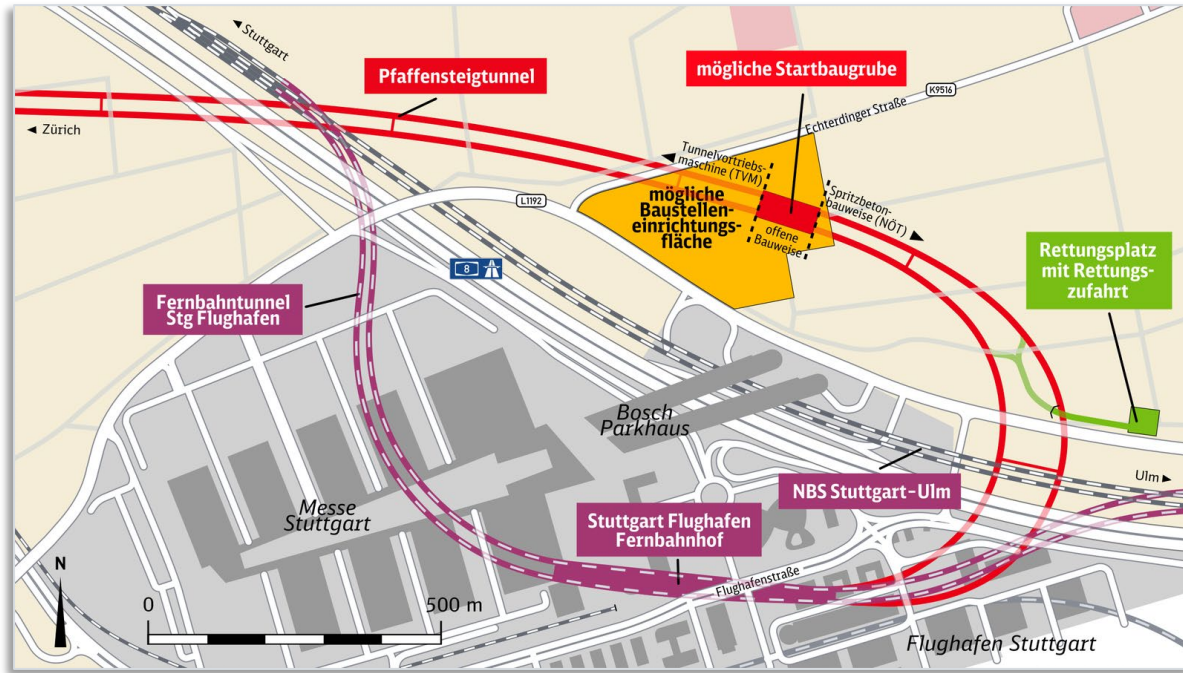 Stuttgart
Pfaffensteigtunnel
mögliche Startbaugrube
K9516
Echterdinger Straße
Zürich
Tunnelvortriebs-
maschine (TVM)
L1192
mögliche
Baustellen-
einrichtungs-
fläche
offene
Bauweise
Spritzbeton-
bauweise (NÖT)
Rettungsplatz
mit Rettungs-
zufahrt
8
Fernbahntunnel
Stg Flughafen
Bosch
Parkhaus
Ulm
NBS Stuttgart–Ulm
Messe
Stuttgart
Stuttgart Flughafen
Fernbahnhof
Flughafenstraße
N
0
500 m
Flughafen Stuttgart